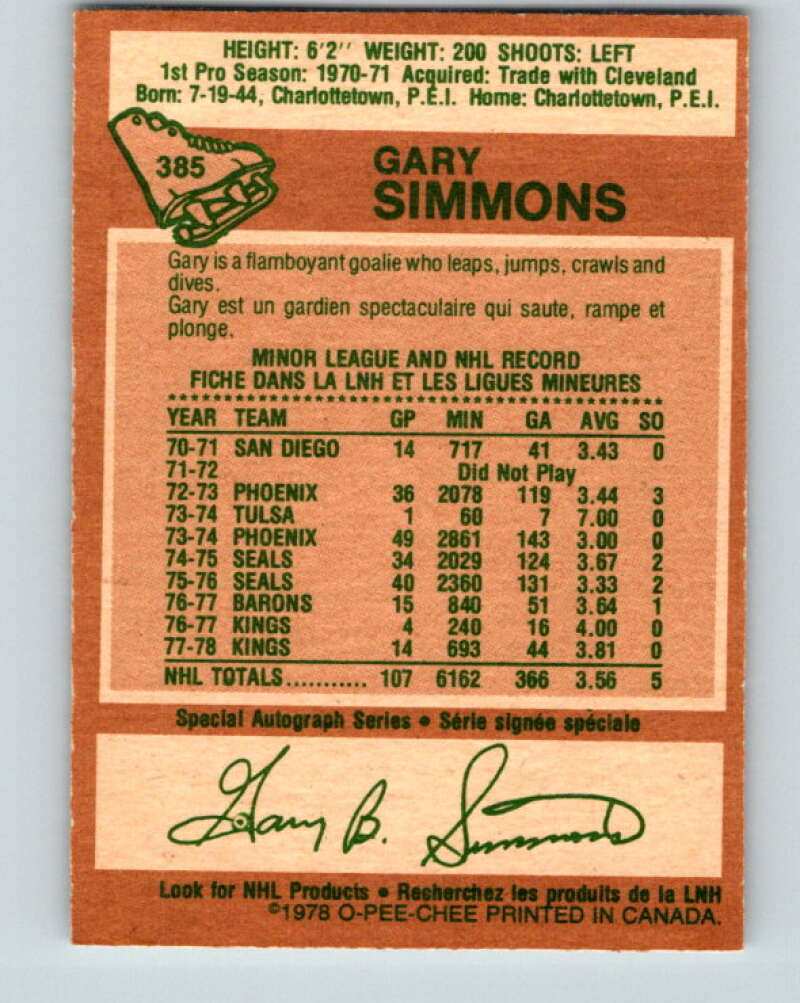 HEIGHT: 6'2'' WEIGHT: 200 SHOOTS: LEFT
1st Pro Season: 1970-71 Acquired: Trade with Cleveland
Born: 7-19-44, Charlottetown, P.E.I. Home: Charlottetown, P.E.I.
385
GARY
SIMMONS
Gary is a flamboyant goalie who leaps, jumps, crawls and
dives.
Gary est un gardien spectaculaire qui saute, rampe et
plonge.
MINOR LEAGUE AND NHL RECORD
FICHE DANS LA LNH ET LES LIGUES MINEURES
YEAR TEAM GP MIN GA AVG SO
70-71 SAN DIEGO 14 717 41 3.43 0
71-72 Did Not Play
72-73 PHOENIX 36 2078 119 3.44 3
73-74 TULSA 1 60 7 7.00 0
73-74 PHOENIX 49 2861 143 3.00 0
74-75 SEALS 34 2029 124 3.67 2
75-76 SEALS 40 2360 131 3.33 2
76-77 BARONS 15 840 51 3.64 1
76-77 KINGS 4 240 16 4.00 0
77-78 KINGS 14 693 44 3.81 0
NHL TOTALS........... 107 6162 366 3.56 5
Special Autograph Series • Série signée spéciale
Gary B. Simmons
Look for NHL Products • Recherchez les produits de la LNH
©1978 O-PEE-CHEE PRINTED IN CANADA.